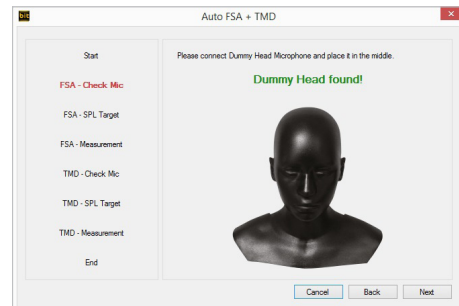 bit
Auto FSA + TMD
Start
FSA - Check Mic
FSA - SPL Target
FSA - Measurement
TMD - Check Mic
TMD - SPL Target
TMD - Measurement
End
Please connect Dummy Head Microphone and place it in the middle.
Dummy Head found!
Cancel
Back
Next